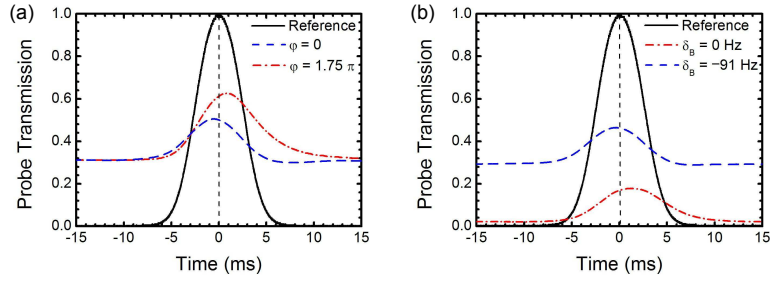 (a)
1.0
0.8
0.6
0.4
0.2
0.0
Probe Transmission
Reference
φ = 0
φ = 1.75 π
-15 -10 -5 0 5 10 15
Time (ms)
(b)
1.0
0.8
0.6
0.4
0.2
0.0
Probe Transmission
Reference
δB = 0 Hz
δB = −91 Hz
-15 -10 -5 0 5 10 15
Time (ms)